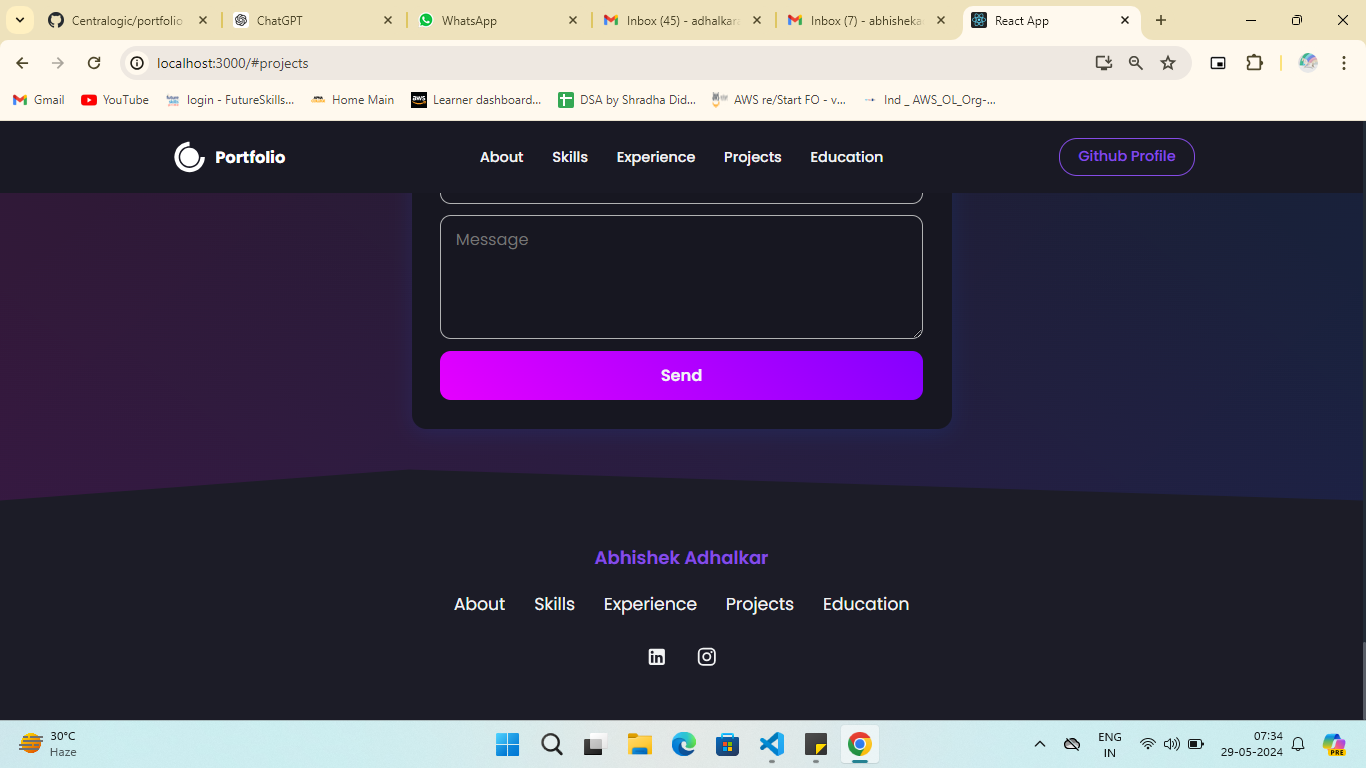 Centralogic/portfolio
ChatGPT
WhatsApp
Inbox (45) - adhalkar
Inbox (7) - abhisheka
React App
localhost:3000/#projects
Gmail
YouTube
login - FutureSkills...
Home Main
aws
Learner dashboard...
DSA by Shradha Did...
AWS re/Start FO - v...
Ind _ AWS_OL_Org-...
Portfolio
About
Skills
Experience
Projects
Education
Github Profile
Message
Send
Abhishek Adhalkar
About
Skills
Experience
Projects
Education
30°C
Haze
ENG
IN
07:34
29-05-2024
PRE